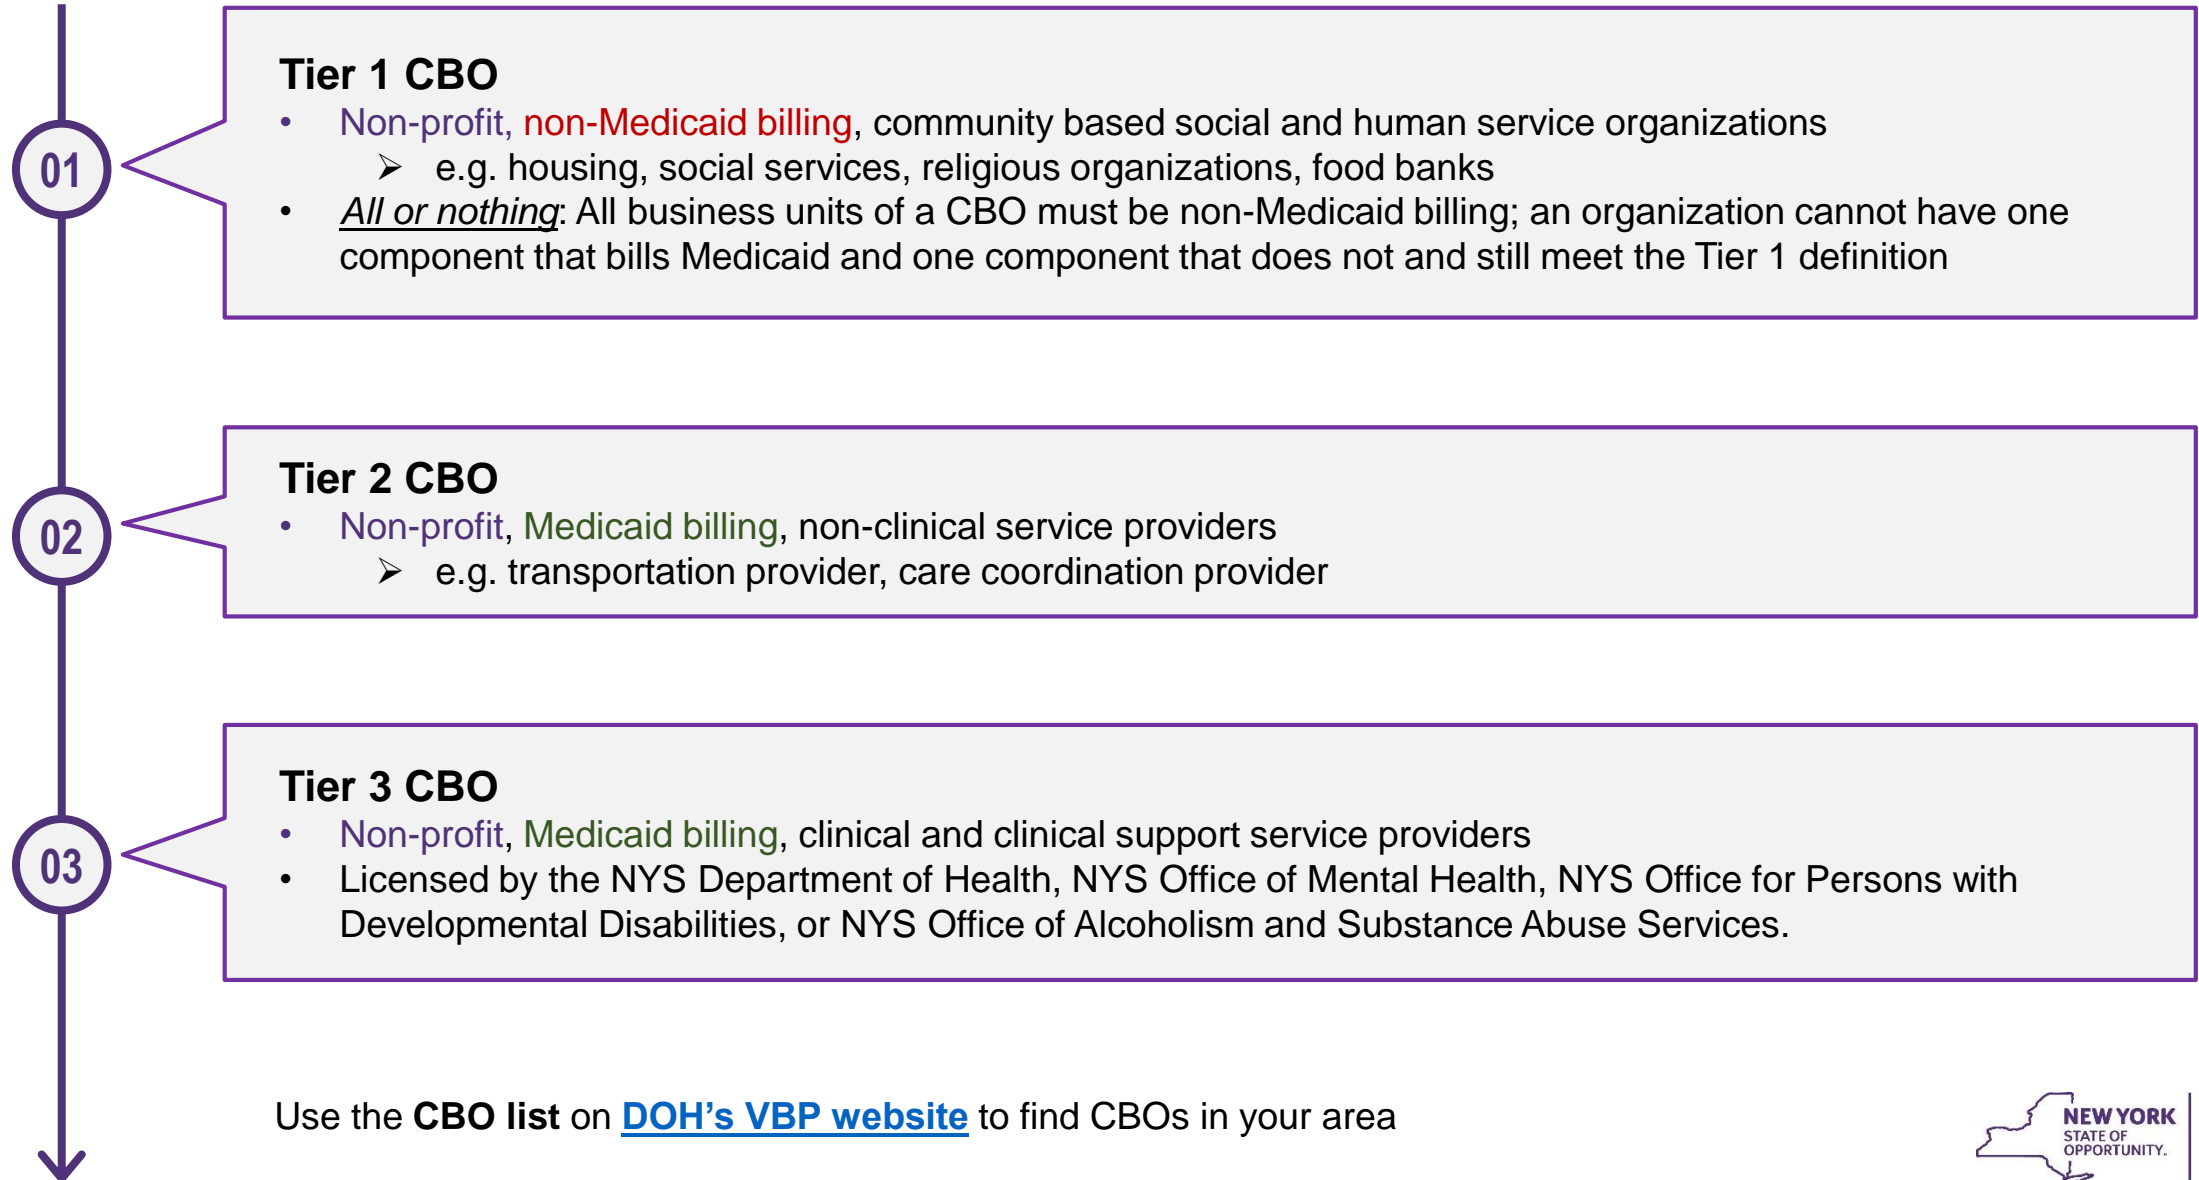 01
Tier 1 CBO
• Non-profit, non-Medicaid billing, community based social and human service organizations
➢ e.g. housing, social services, religious organizations, food banks
• All or nothing: All business units of a CBO must be non-Medicaid billing; an organization cannot have one
component that bills Medicaid and one component that does not and still meet the Tier 1 definition
02
Tier 2 CBO
• Non-profit, Medicaid billing, non-clinical service providers
➢ e.g. transportation provider, care coordination provider
03
Tier 3 CBO
• Non-profit, Medicaid billing, clinical and clinical support service providers
• Licensed by the NYS Department of Health, NYS Office of Mental Health, NYS Office for Persons with
Developmental Disabilities, or NYS Office of Alcoholism and Substance Abuse Services.
Use the CBO list on DOH’s VBP website to find CBOs in your area
NEW YORK
STATE OF
OPPORTUNITY.